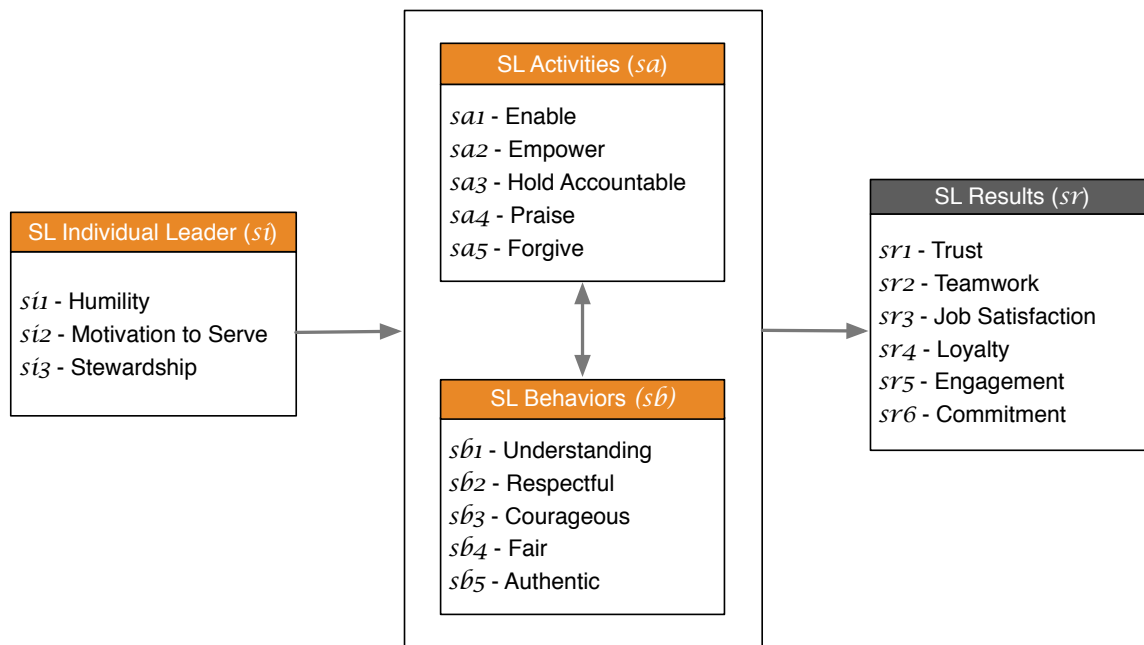 SL Individual Leader (si)
si1 - Humility
si2 - Motivation to Serve
si3 - Stewardship
SL Activities (sa)
sa1 - Enable
sa2 - Empower
sa3 - Hold Accountable
sa4 - Praise
sa5 - Forgive
SL Behaviors (sb)
sb1 - Understanding
sb2 - Respectful
sb3 - Courageous
sb4 - Fair
sb5 - Authentic
SL Results (sr)
sr1 - Trust
sr2 - Teamwork
sr3 - Job Satisfaction
sr4 - Loyalty
sr5 - Engagement
sr6 - Commitment